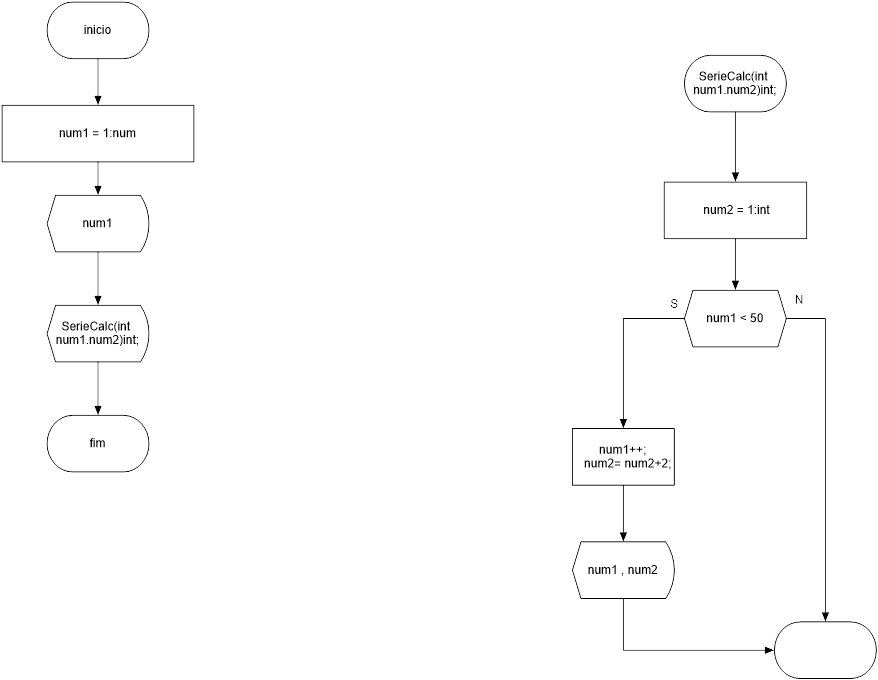 inicio
num1 = 1:num
num1
SerieCalc(int
num1.num2)int;
fim
SerieCalc(int
num1.num2)int;
num2 = 1:int
S
N
num1 < 50
num1++;
num2= num2+2;
num1 , num2